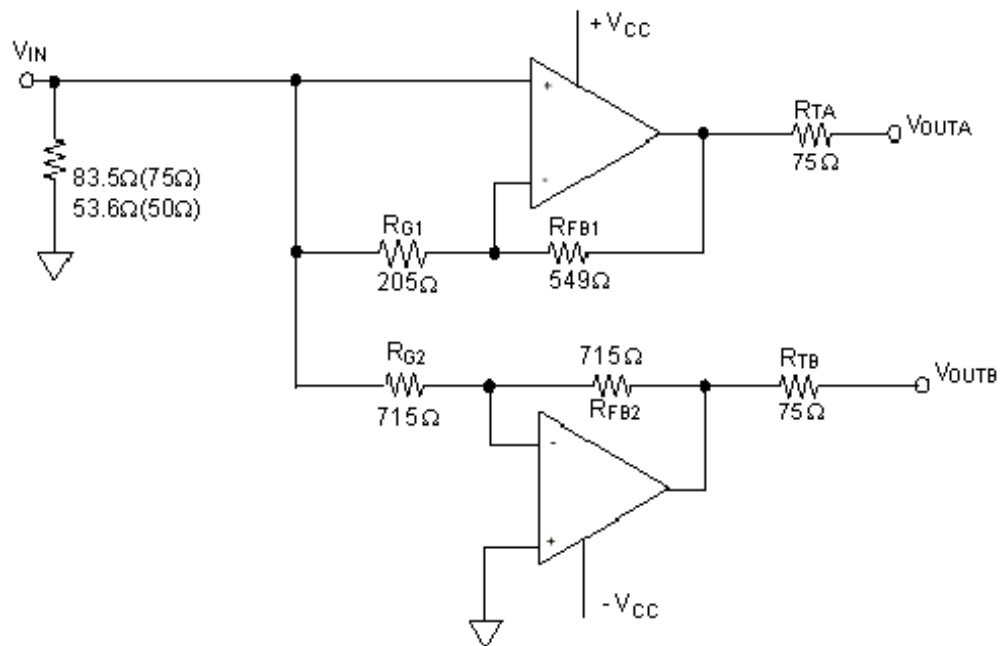 +VCC
VIN
+
-
RTA
75Ω
VOUTA
83.5Ω(75Ω)
53.6Ω(50Ω)
RG1
205Ω
RFB1
549Ω
RG2
715Ω
715Ω
RFB2
RTB
75Ω
VOUTB
-
+
-VCC